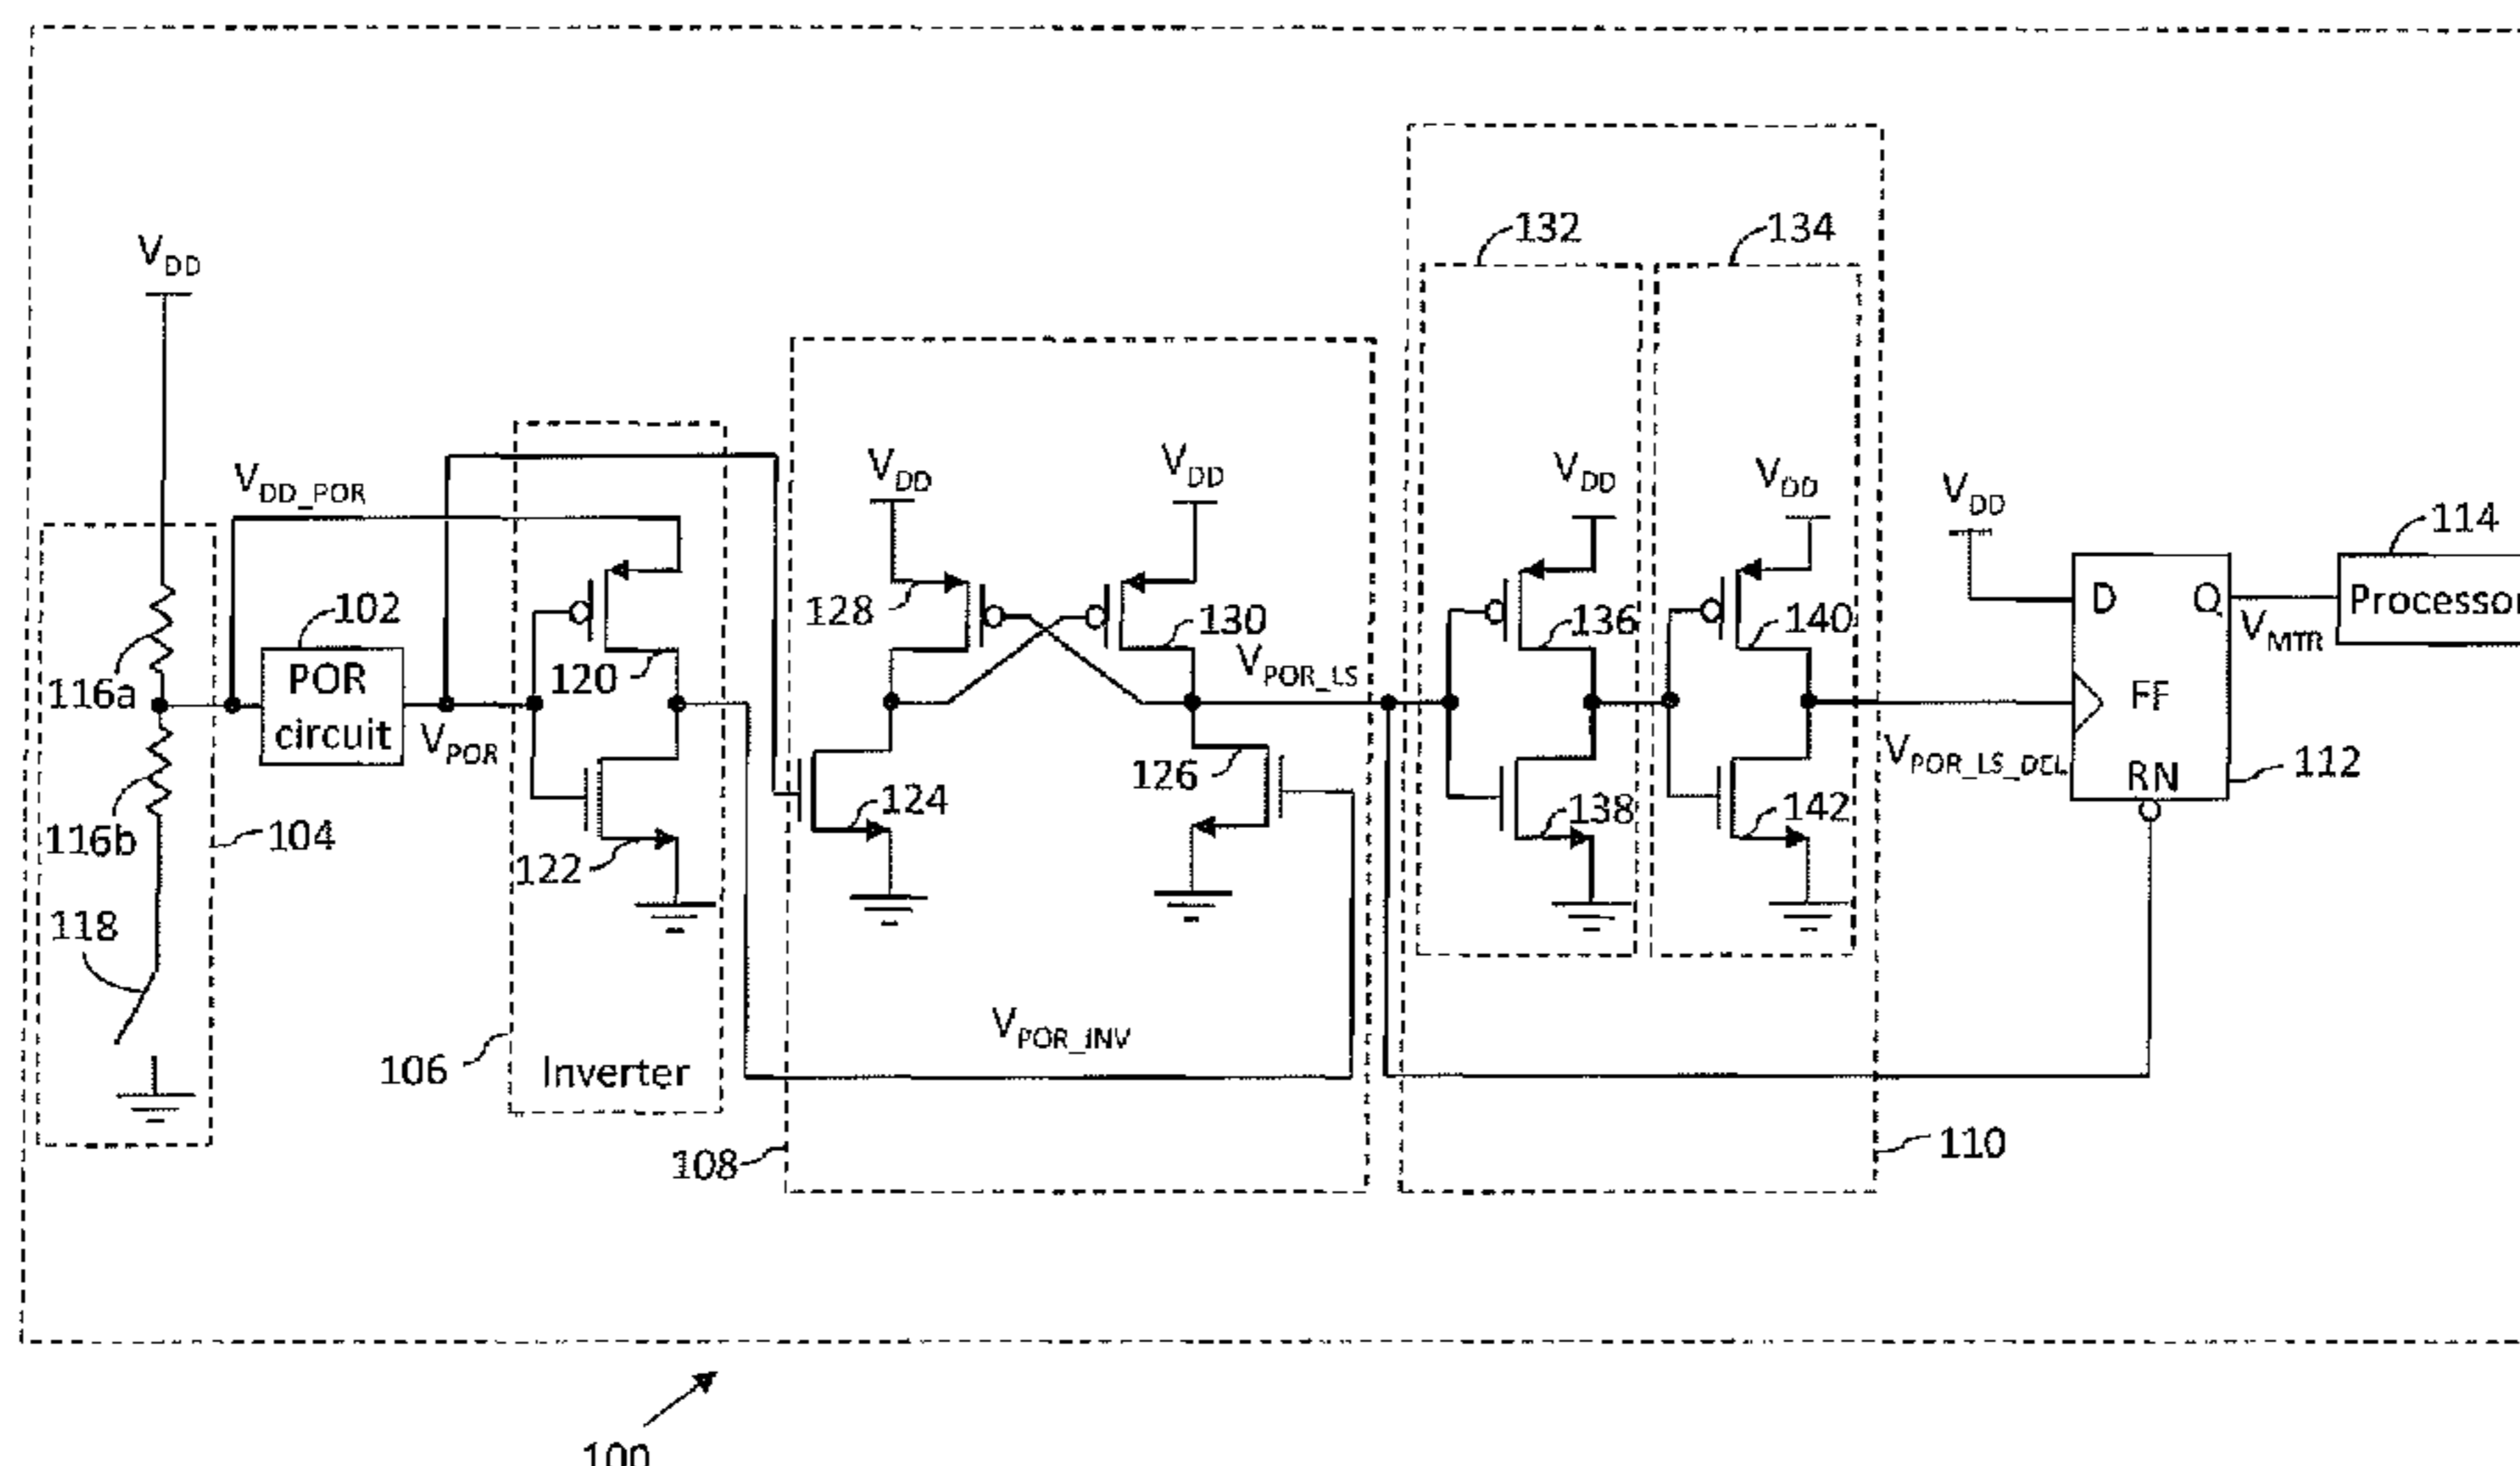 132
134
V_DD
V_DD
V_DD
V_DD
V_DD
V_DD
V_DD_POR
114
Processor
102
POR
circuit
116a
120
128
130
136
140
D
Q
V_MTR
V_POR_LS
FF
V_POR
V_POR_LS_DEL
RN
112
116b
104
122
124
126
138
142
118
V_POR_INV
106
Inverter
108
110
100